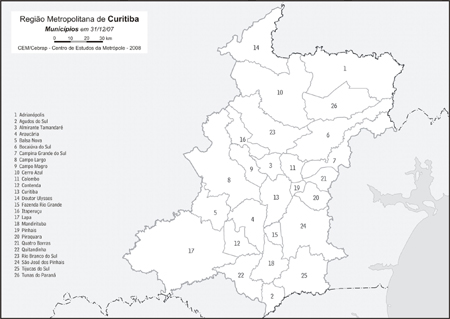 Região Metropolitana de Curitiba
Municípios em 31/12/07
0 10 20 30 km
GEM/Cebrap - Centro de Estudos da Metrópole - 2008
1 Adrianópolis
2 Agudos do Sul
3 Almirante Tamandaré
4 Araucária
5 Balsa Nova
6 Bocaiúva do Sul
7 Campina Grande do Sul
8 Campo Largo
9 Campo Magro
10 Cerro Azul
11 Colombo
12 Contenda
13 Curitiba
14 Doutor Ulysses
15 Fazenda Rio Grande
16 Itaperuçu
17 Lapa
18 Mandirituba
19 Pinhais
20 Piraquara
21 Quatro Barras
22 Quitandinha
23 Rio Branco do Sul
24 São José dos Pinhais
25 Tijucas do Sul
26 Tunas do Paraná
14
1
10
26
23
6
16
7
3
9
11
21
8
19
20
13
5
4
24
15
12
17
18
22
25
2